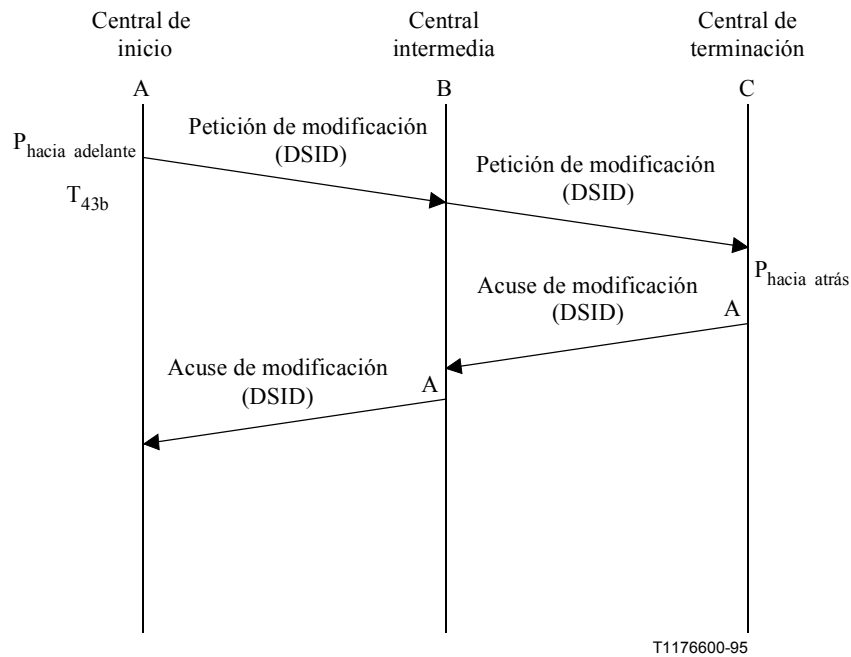 Central de
inicio
Central
intermedia
Central de
terminación
A
B
C
Petición de modificación
(DSID)
P hacia adelante
Petición de modificación
(DSID)
T43b
P hacia atrás
Acuse de modificación
(DSID)
A
Acuse de modificación
(DSID)
A
T1176600-95